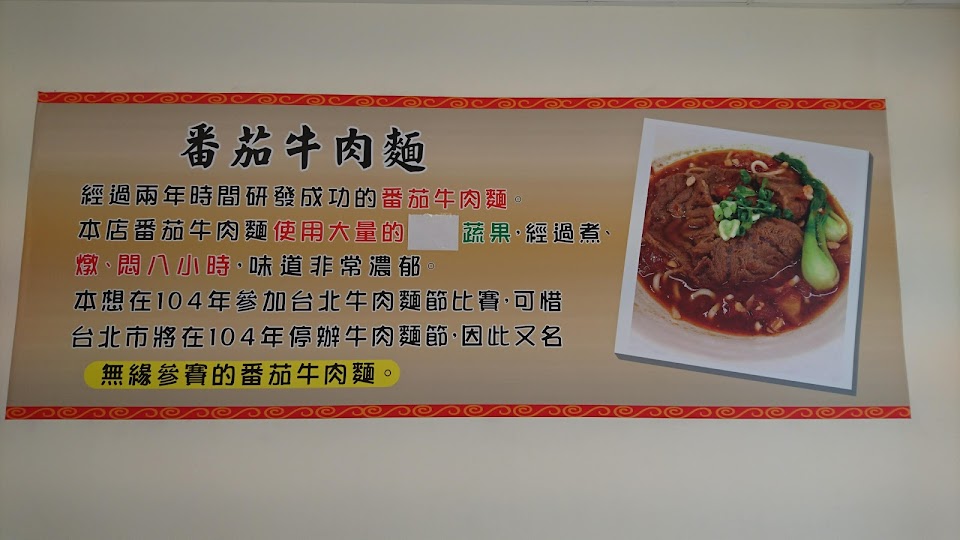 番茄牛肉麵
經過兩年時間研發成功的番茄牛肉麵。
本店番茄牛肉麵使用大量的 蔬果,經過煮、
燉、悶八小時,味道非常濃郁。
本想在104年參加台北牛肉麵節比賽,可惜
台北市將在104年停辦牛肉麵節,因此又名
無緣參賽的番茄牛肉麵。